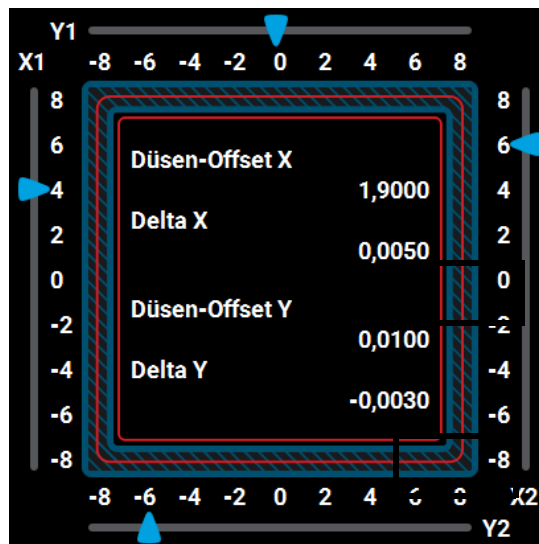 Y1
X1 -8 -6 -4 -2 0 2 4 6 8
8 8
6 6
Düsen-Offset X
4 1,9000 4
Delta X
2 2
0,0050
0 0
Düsen-Offset Y
-2 -2
0,0100
-4 Delta Y -4
-0,0030
-6 -6
-8 -8
-8 -6 -4 -2 0 2 4
Y2